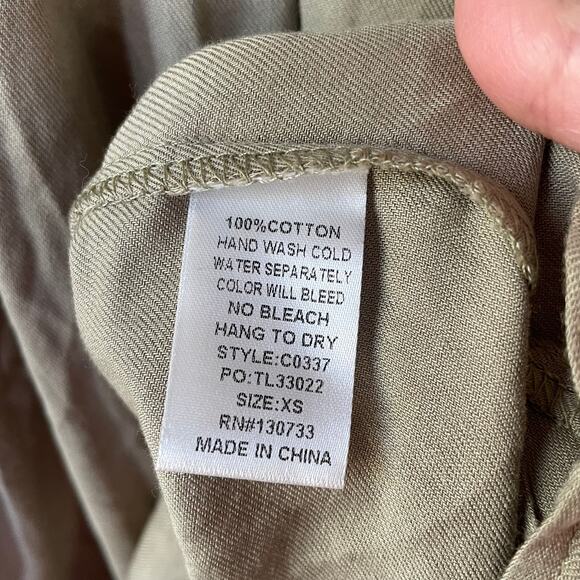 100%COTTON
HAND WASH COLD
WATER SEPARATELY
COLOR WILL BLEED
NO BLEACH
HANG TO DRY
STYLE:C0337
PO:TL33022
SIZE:XS
RN#130733
MADE IN CHINA